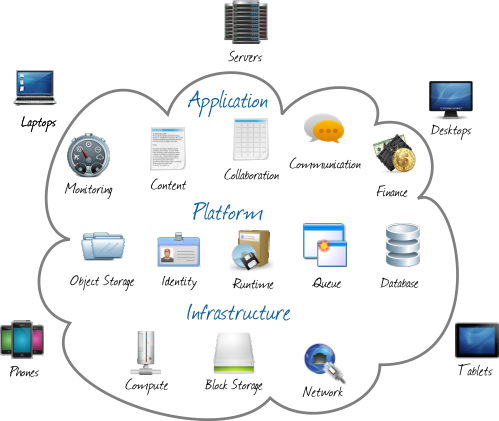 Servers
Laptops
Desktops
Application
Monitoring
Content
Collaboration
Communication
Finance
Platform
Object Storage
Identity
Runtime
Queue
Database
Infrastructure
Phones
Compute
Block Storage
Network
Tablets